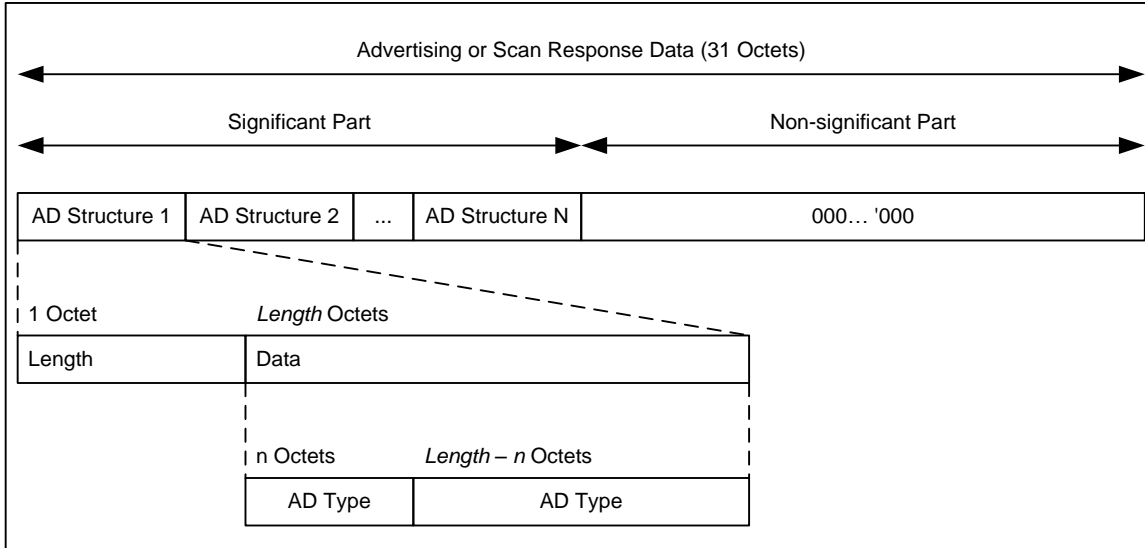 Advertising or Scan Response Data (31 Octets)
Significant Part
Non-significant Part
AD Structure 1
AD Structure 2
...
AD Structure N
000… '000
1 Octet
Length Octets
Length
Data
n Octets
Length – n Octets
AD Type
AD Type